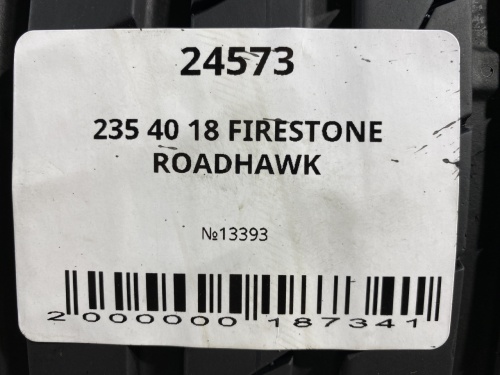 24573
235 40 18 FIRESTONE
ROADHAWK
№13393
2 000000 187341